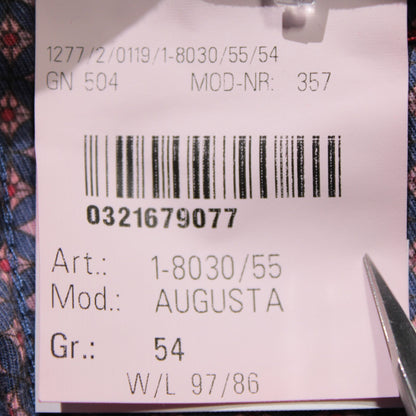 1277/2/0119/1-8030/55/54
GN 504 MOD-NR: 357
0321679077
Art.: 1-8030/55
Mod.: AUGUSTA
Gr.: 54
W/L 97/86